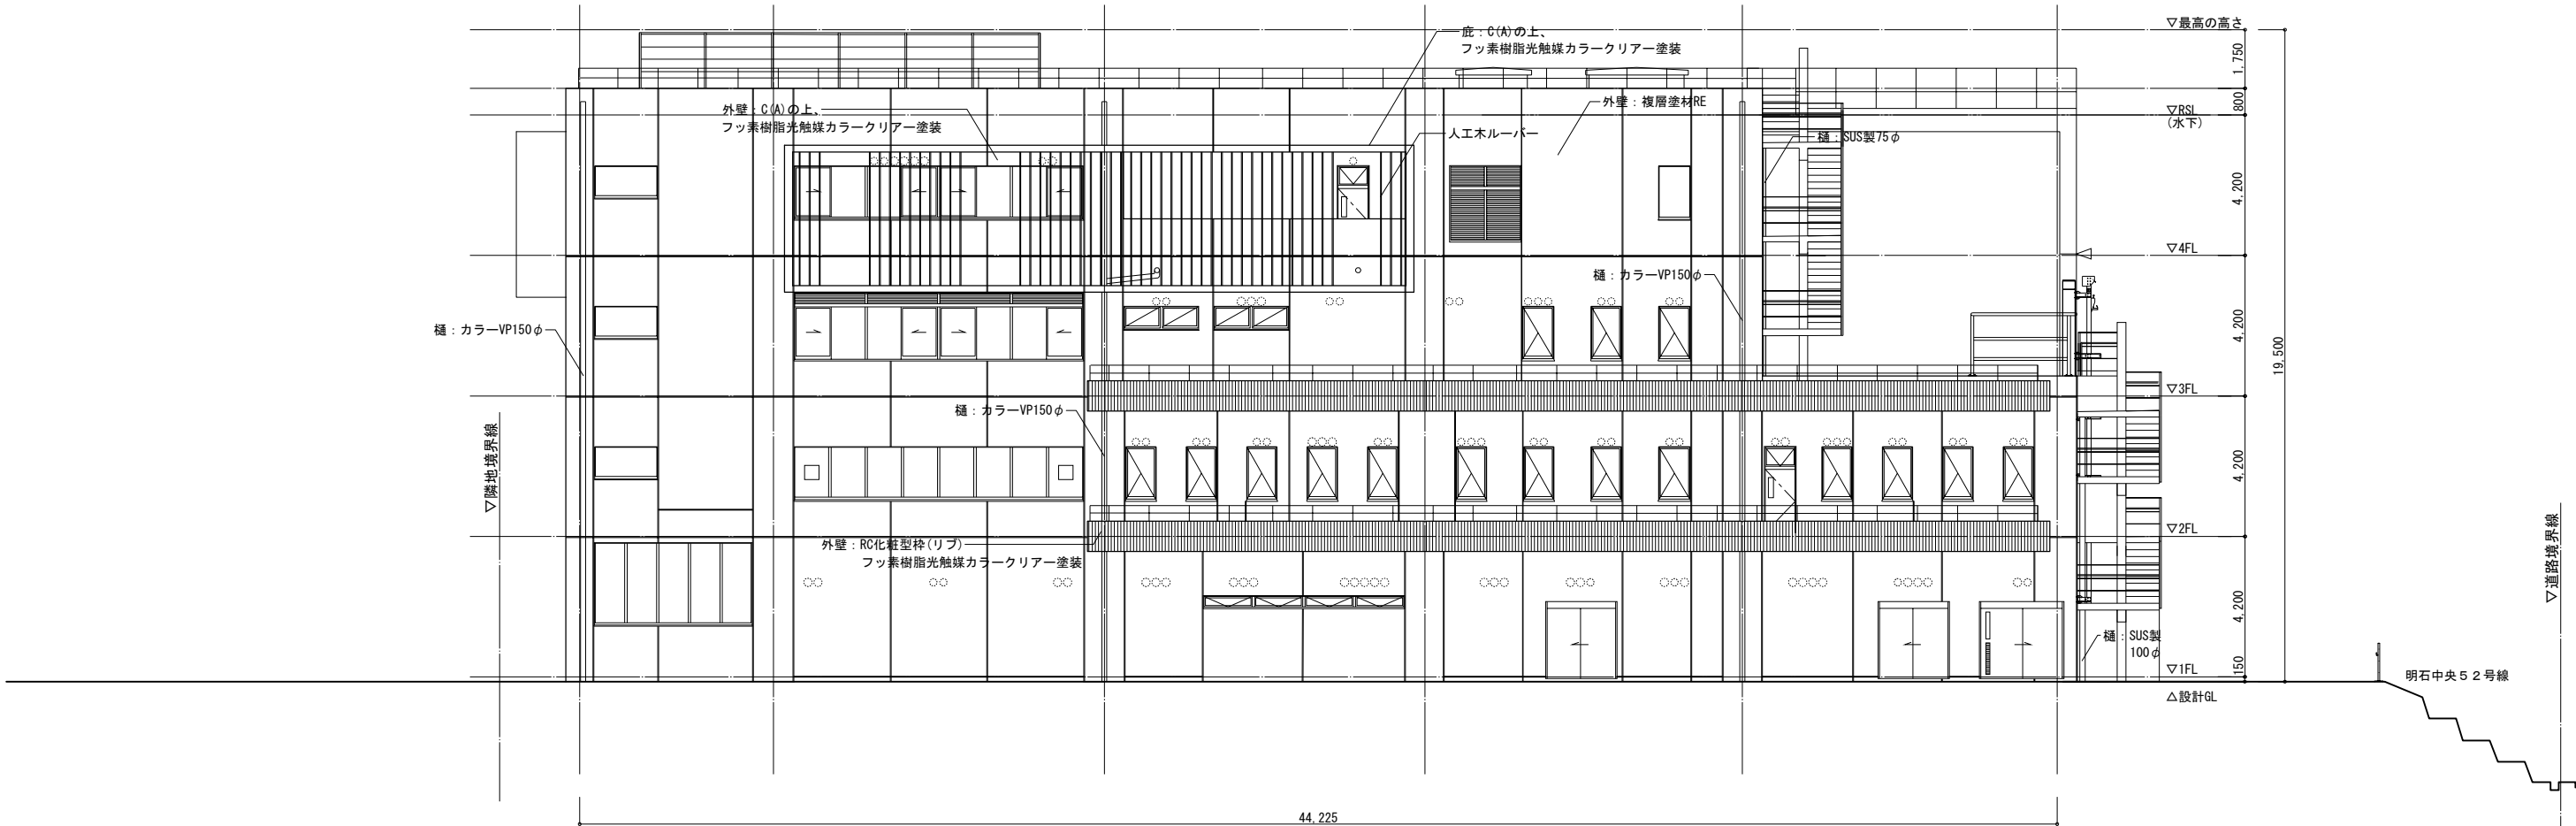 ▽最高の高さ
庇：C(A)の上、
フッ素樹脂光触媒カラークリアー塗装
1,750
外壁：C(A)の上、
フッ素樹脂光触媒カラークリアー塗装
外壁：複層塗材RE
800
▽RSL
(水下)
人工木ルーバー
樋：SUS製75φ
4,200
▽4FL
樋：カラーVP150φ
樋：カラーVP150φ
4,200
19,500
▽3FL
樋：カラーVP150φ
▽隣地境界線
4,200
▽2FL
外壁：RC化粧型枠(リブ)
フッ素樹脂光触媒カラークリアー塗装
▽道路境界線
4,200
樋：SUS製
100φ
▽1FL
150
明石中央５２号線
△設計GL
44,225